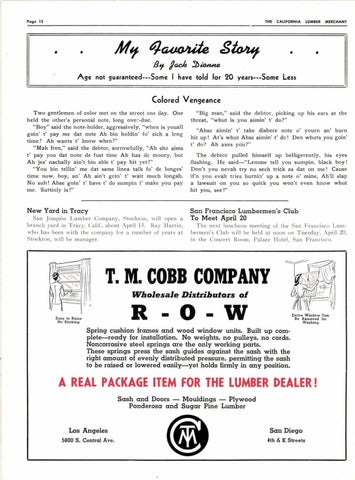 Page 12
THE CALIFORNIA LUMBER MERCHANT
My Favorite Story
By Jack Dionne
Age not guaranteed---Some I have told for 20 years---Some Less
Colored Vengeance
Two gentlemen of color met on the street one day. One
held the other's personal note, long over-due.
"Boy" said the note-holder, aggressively, "when is youall
goin' t' pay me dat note Ah bin holdin' fo' sich a long
time? Ah wants t' know when?"
"Mah fren," said the debtor, sorrowfully, "Ah sho aims
t' pay you dat note de fust time Ah has de money, but
Ah jes' nachally ain't bin able t' pay hit yet?"
"You bin tellin' me dat same linea talk fo' de longes'
time now, boy, an' Ah ain't goin' t' wait much longah.
No suh! Ahse goin' t' have t' do sumpin t' make you pay
me. Suttinly is!"
"Big man," said the debtor, picking up his ears at the
threat, "what is you aimin' t' do?"
"Ahse aimin' t' take dishere note o' yourn an' burn
hit up! At's whut Ahse aimin' t' do! Den whuts you goin'
t' do? Ah axes you?"
The debtor pulled himself up belligerently, his eyes
flashing. He said—"Lemme tell you sumpin, black boy!
Don't you nevah try no sech trick as dat on me! Cause
if'n you evah tries burnin' up a note o' mine, Ah'll slap
a lawsuit on you so quick you won't even know what
hit you, see!"
New Yard in Tracy
San Joaquin Lumber Company, Stockton, will open a
branch yard in Tracy, Calif., about April 15. Ray Martin,
who has been with the company for a number of years at
Stockton, will be manager.
San Francisco Lumbermen's Club
To Meet April 20
The next luncheon meeting of the San Francisco Lum-
bermen's Club will be held at noon on Tuesday, April 20,
in the Concert Room, Palace Hotel, San Francisco.
T. M. COBB COMPANY
Wholesale Distributors of
R - O - W
Easy to Raise
No Sticking
Entire Window Can
Be Removed for
Washing
Spring cushion frames and wood window units. Built up com-
plete—ready for installation. No weights, no pulleys, no cords.
Noncorrosive steel springs are the only working parts.
These springs press the guides against the sash with the
right amount of evenly distributed pressure, permitting the sash
to be raised or lowered easily—yet holds firmly in any position.
A REAL PACKAGE ITEM FOR THE LUMBER DEALER!
Sash and Doors — Mouldings — Plywood
Ponderosa and Sugar Pine Lumber
Los Angeles
5800 S. Central Ave.
San Diego
4th & K Streets